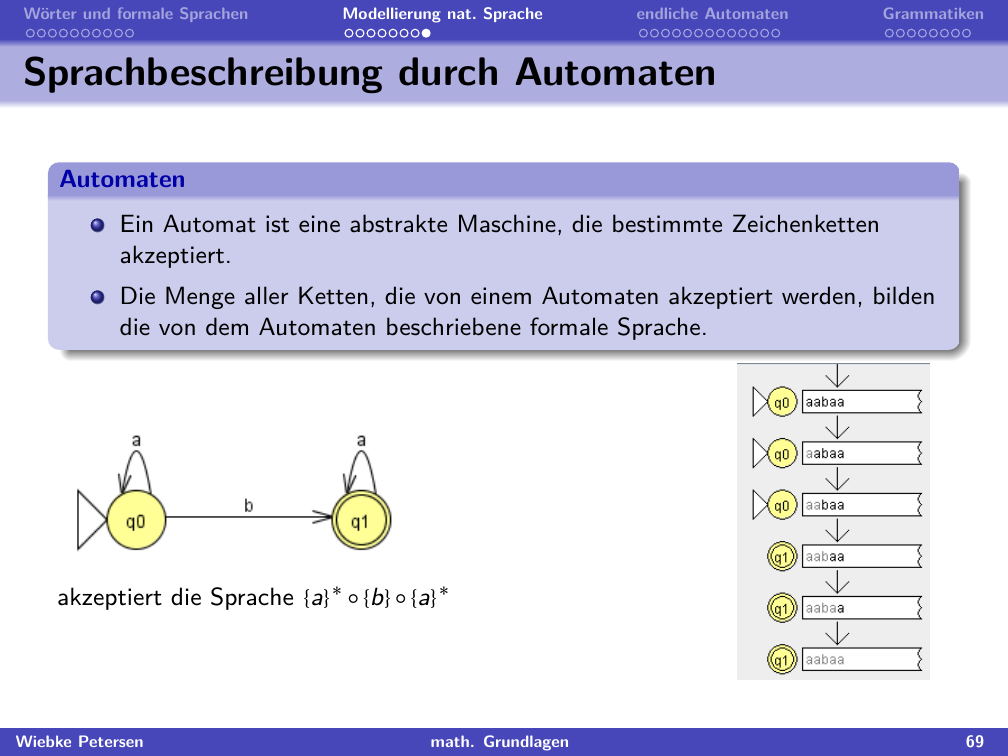 Wörter und formale Sprachen Modellierung nat. Sprache endliche Automaten Grammatiken
Sprachbeschreibung durch Automaten
Automaten
Ein Automat ist eine abstrakte Maschine, die bestimmte Zeichenketten
akzeptiert.
Die Menge aller Ketten, die von einem Automaten akzeptiert werden, bilden
die von dem Automaten beschriebene formale Sprache.
a a
b
q0 q1
akzeptiert die Sprache {a}* ∘ {b} ∘ {a}*
q0 aabaa
q0 aabaa
q0 aabaa
q1 aabaa
q1 aabaa
q1 aabaa
Wiebke Petersen math. Grundlagen 69